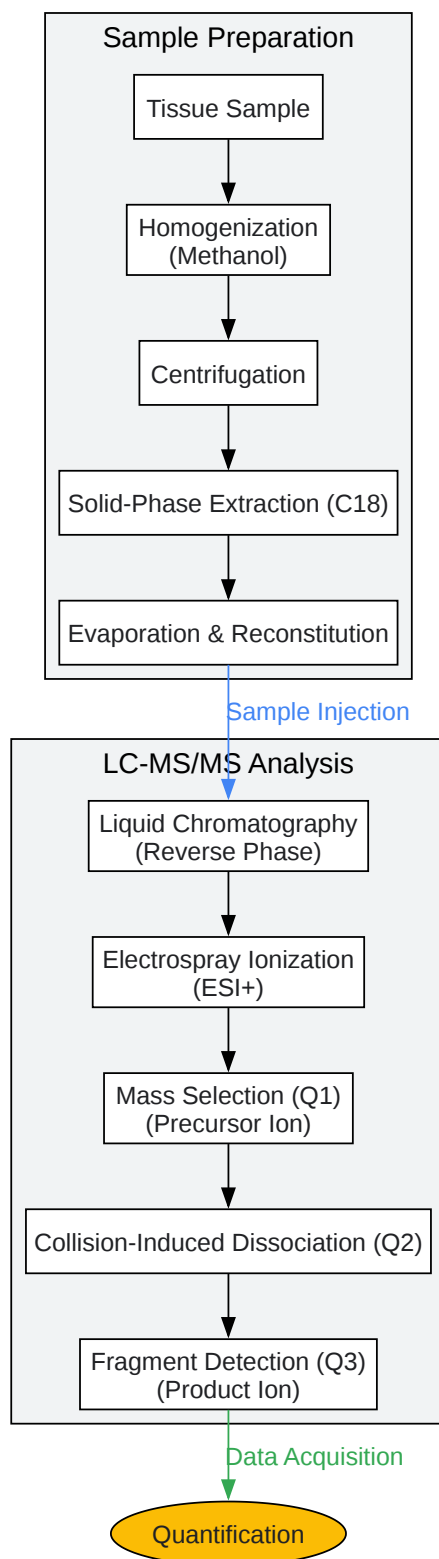 Sample Preparation
Tissue Sample
Homogenization
(Methanol)
Centrifugation
Solid-Phase Extraction (C18)
Evaporation & Reconstitution
Sample Injection
LC-MS/MS Analysis
Liquid Chromatography
(Reverse Phase)
Electrospray Ionization
(ESI+)
Mass Selection (Q1)
(Precursor Ion)
Collision-Induced Dissociation (Q2)
Fragment Detection (Q3)
(Product Ion)
Data Acquisition
Quantification